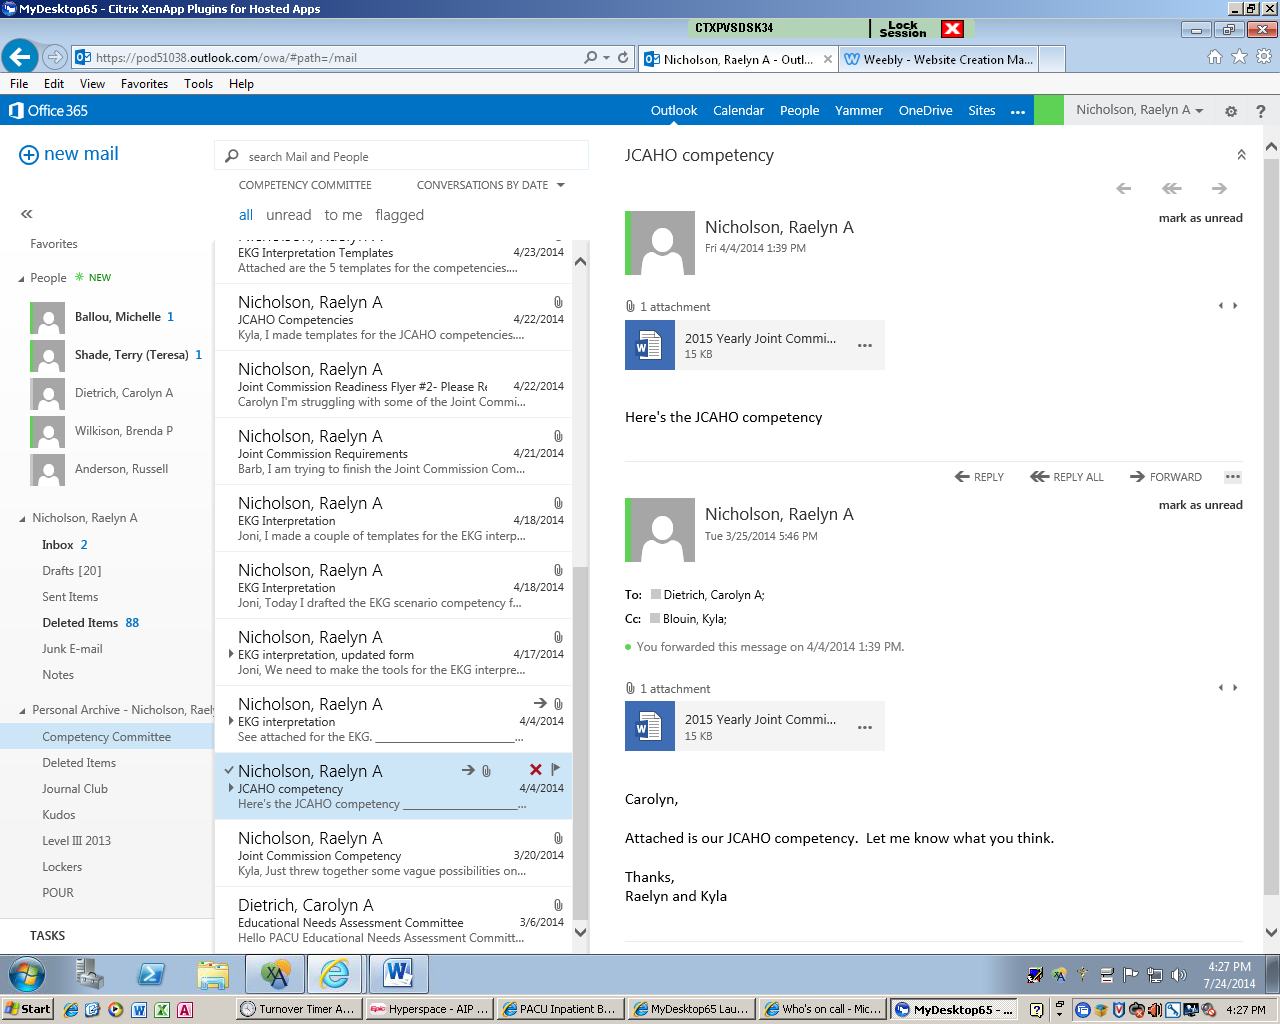 MyDesktop65 - Citrix XenApp Plugins for Hosted Apps
CTXPVSDSK34
Lock Session
https://pod51038.outlook.com/owa/#path=/mail
Nicholson, Raelyn A - Outl...
Weebly - Website Creation Ma...
File Edit View Favorites Tools Help
Office 365
Outlook Calendar People Yammer OneDrive Sites ... Nicholson, Raelyn A ?
new mail
search Mail and People
COMPETENCY COMMITTEE CONVERSATIONS BY DATE
all unread to me flagged
Favorites
People NEW
Ballou, Michelle 1
Shade, Terry (Teresa) 1
Dietrich, Carolyn A
Wilkison, Brenda P
Anderson, Russell
Nicholson, Raelyn A
Inbox 2
Drafts [20]
Sent Items
Deleted Items 88
Junk E-mail
Notes
Personal Archive - Nicholson, Rael
Competency Committee
Deleted Items
Journal Club
Kudos
Level III 2013
Lockers
POUR
TASKS
EKG Interpretation Templates 4/23/2014
Attached are the 5 templates for the competencies....
Nicholson, Raelyn A
JCAHO Competencies 4/22/2014
Kyla, I made templates for the JCAHO competencies....
Nicholson, Raelyn A
Joint Commission Readiness Flyer #2- Please Re 4/22/2014
Carolyn I'm struggling with some of the Joint Commi...
Nicholson, Raelyn A
Joint Commission Requirements 4/21/2014
Barb, I am trying to finish the Joint Commission Com...
Nicholson, Raelyn A
EKG Interpretation 4/18/2014
Joni, I made a couple of templates for the EKG interp...
Nicholson, Raelyn A
EKG Interpretation 4/18/2014
Joni, Today I drafted the EKG scenario competency f...
Nicholson, Raelyn A
EKG interpretation, updated form 4/17/2014
Joni, We need to make the tools for the EKG interpre...
Nicholson, Raelyn A
EKG interpretation 4/4/2014
See attached for the EKG. ______________________...
Nicholson, Raelyn A
JCAHO competency 4/4/2014
Here's the JCAHO competency ________________...
Nicholson, Raelyn A
Joint Commission Competency 3/20/2014
Kyla, Just threw together some vague possibilities on...
Dietrich, Carolyn A
Educational Needs Assessment Committee 3/6/2014
Hello PACU Educational Needs Assessment Committ...
JCAHO competency
mark as unread
Nicholson, Raelyn A
Fri 4/4/2014 1:39 PM
1 attachment
2015 Yearly Joint Commi... ...
15 KB
Here's the JCAHO competency
REPLY REPLY ALL FORWARD ...
mark as unread
Nicholson, Raelyn A
Tue 3/25/2014 5:46 PM
To: Dietrich, Carolyn A;
Cc: Blouin, Kyla;
You forwarded this message on 4/4/2014 1:39 PM.
1 attachment
2015 Yearly Joint Commi... ...
15 KB
Carolyn,
Attached is our JCAHO competency. Let me know what you think.
Thanks,
Raelyn and Kyla
4:27 PM
7/24/2014
Start
Turnover Timer A...
Hyperspace - AIP ...
PACU Inpatient B...
MyDesktop65 Lau...
Who's on call - Mic...
MyDesktop65 - ...
4:27 PM